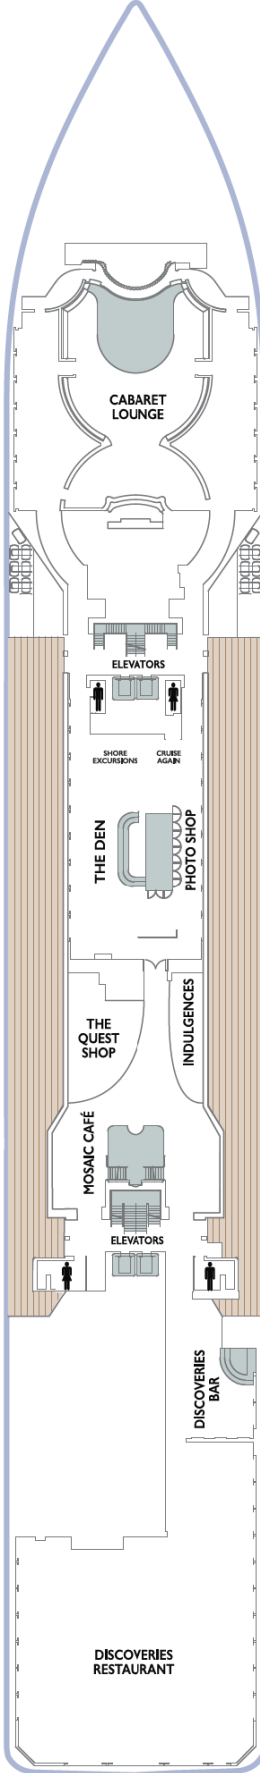 CABARET
LOUNGE
ELEVATORS
SHORE
EXCURSIONS
CRUISE
AGAIN
THE DEN
PHOTO SHOP
THE
QUEST
SHOP
INDULGENCES
MOSAIC CAFÉ
ELEVATORS
DISCOVERIES
BAR
DISCOVERIES
RESTAURANT